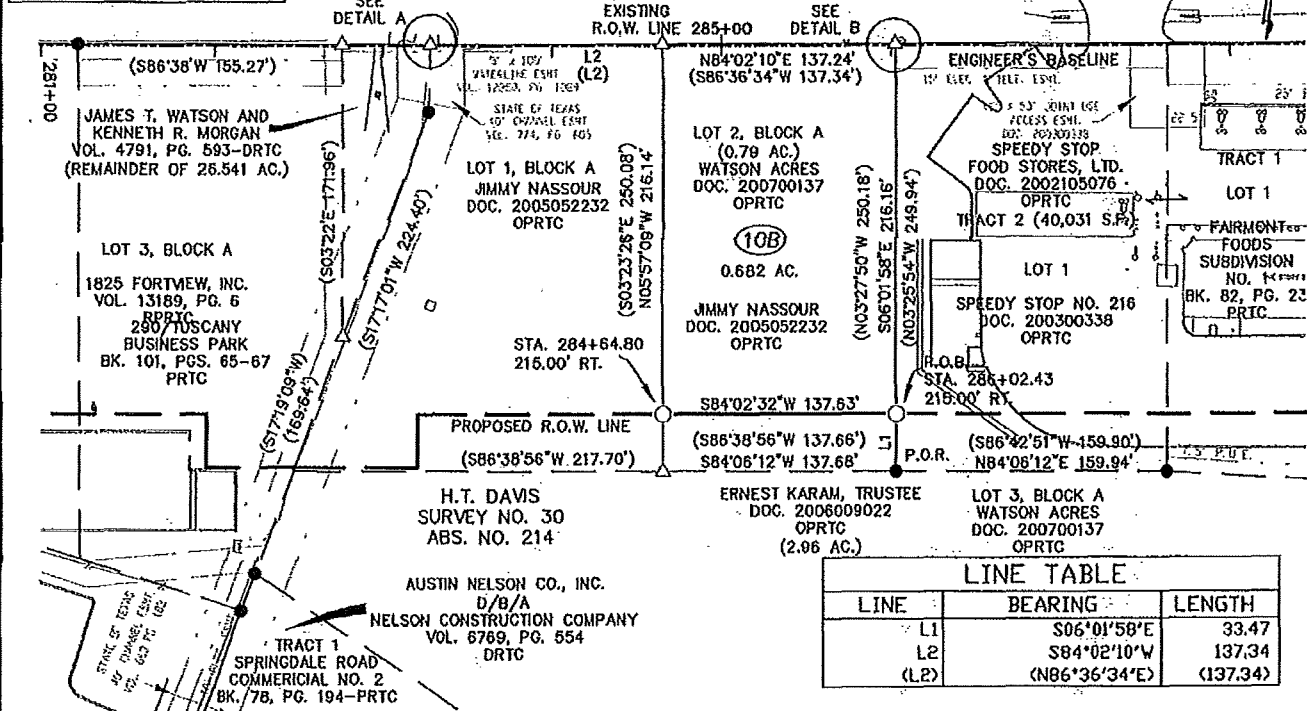 SEE
DETAIL A
EXISTING
R.O.W. LINE 285+00
SEE
DETAIL B
281+00
(S86°38'W 155.27')
L2
(L2)
N84°02'10"E 137.24'
(S86°36'34"W 137.34')
ENGINEER'S BASELINE
STATE OF TEXAS
JAMES T. WATSON AND
KENNETH R. MORGAN
VOL. 4791, PG. 593-DRTC
(REMAINDER OF 26.541 AC.)
(S03°22'E 171.96')
(S17°17'01"W 224.40')
LOT 1, BLOCK A
JIMMY NASSOUR
DOC. 2005052232
OPRTC
(S03°23'26"E 250.08')
N05°57'09"W 216.14'
LOT 2, BLOCK A
(0.79 AC.)
WATSON ACRES
DOC. 200700137
OPRTC
10B
0.682 AC.
JIMMY NASSOUR
DOC. 2005052232
OPRTC
(N03°27'50"W 250.18')
S06°01'58"E 216.16'
(N03°25'54"W 249.94')
SPEEDY STOP
FOOD STORES, LTD.
DOC. 2002105076
OPRTC
TRACT 2 (40,031 S.F.)
LOT 1
SPEEDY STOP NO. 216
DOC. 200300338
OPRTC
TRACT 1
LOT 1
FAIRMONT
FOODS
SUBDIVISION
NO.
BK. 82, PG. 23
PRTC
LOT 3, BLOCK A
1825 FORTVIEW, INC.
VOL. 13189, PG. 6
RPRTC
290/TUSCANY
BUSINESS PARK
BK. 101, PGS. 65-67
PRTC
(S17°19'09"W)
(169.64')
STA. 284+64.80
215.00' RT.
P.O.B.
STA. 286+02.43
215.00' RT.
S84°02'32"W 137.63'
PROPOSED R.O.W. LINE
(S86°38'56"W 217.70')
(S86°38'56"W 137.66')
S84°06'12"W 137.68'
L1
P.O.R.
(S86°42'51"W 159.90')
N84°06'12"E 159.94'
7.5' P.U.E.
H.T. DAVIS
SURVEY NO. 30
ABS. NO. 214
ERNEST KARAM, TRUSTEE
DOC. 2006009022
OPRTC
(2.96 AC.)
LOT 3, BLOCK A
WATSON ACRES
DOC. 200700137
OPRTC
AUSTIN NELSON CO., INC.
D/B/A
NELSON CONSTRUCTION COMPANY
VOL. 6769, PG. 554
DRTC
TRACT 1
SPRINGDALE ROAD
COMMERICIAL NO. 2
BK. 78, PG. 194-PRTC
STATE OF TEXAS
LINE TABLE
LINE BEARING LENGTH
L1 S06°01'58"E 33.47
L2 S84°02'10"W 137.34
(L2) (N86°36'34"E) (137.34)